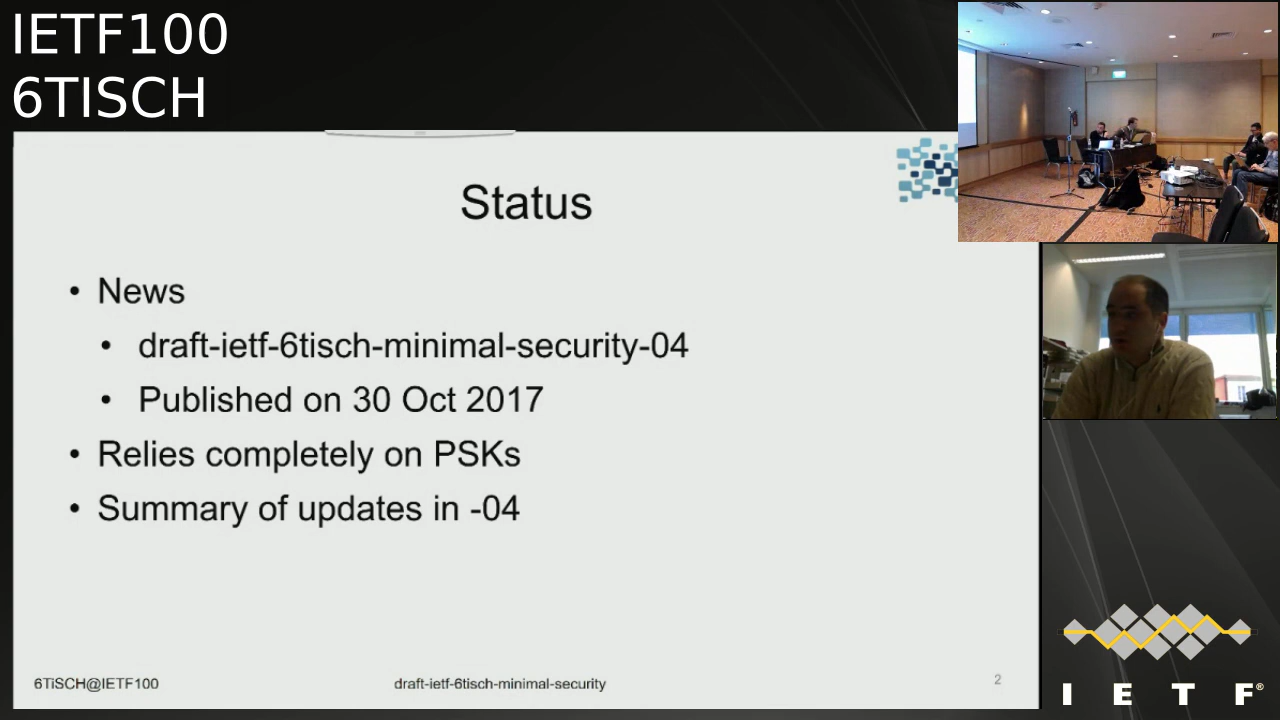 IETF100
6TISCH
Status
• News
• draft-ietf-6tisch-minimal-security-04
• Published on 30 Oct 2017
• Relies completely on PSKs
• Summary of updates in -04
6TiSCH@IETF100
draft-ietf-6tisch-minimal-security
2
I E T F®